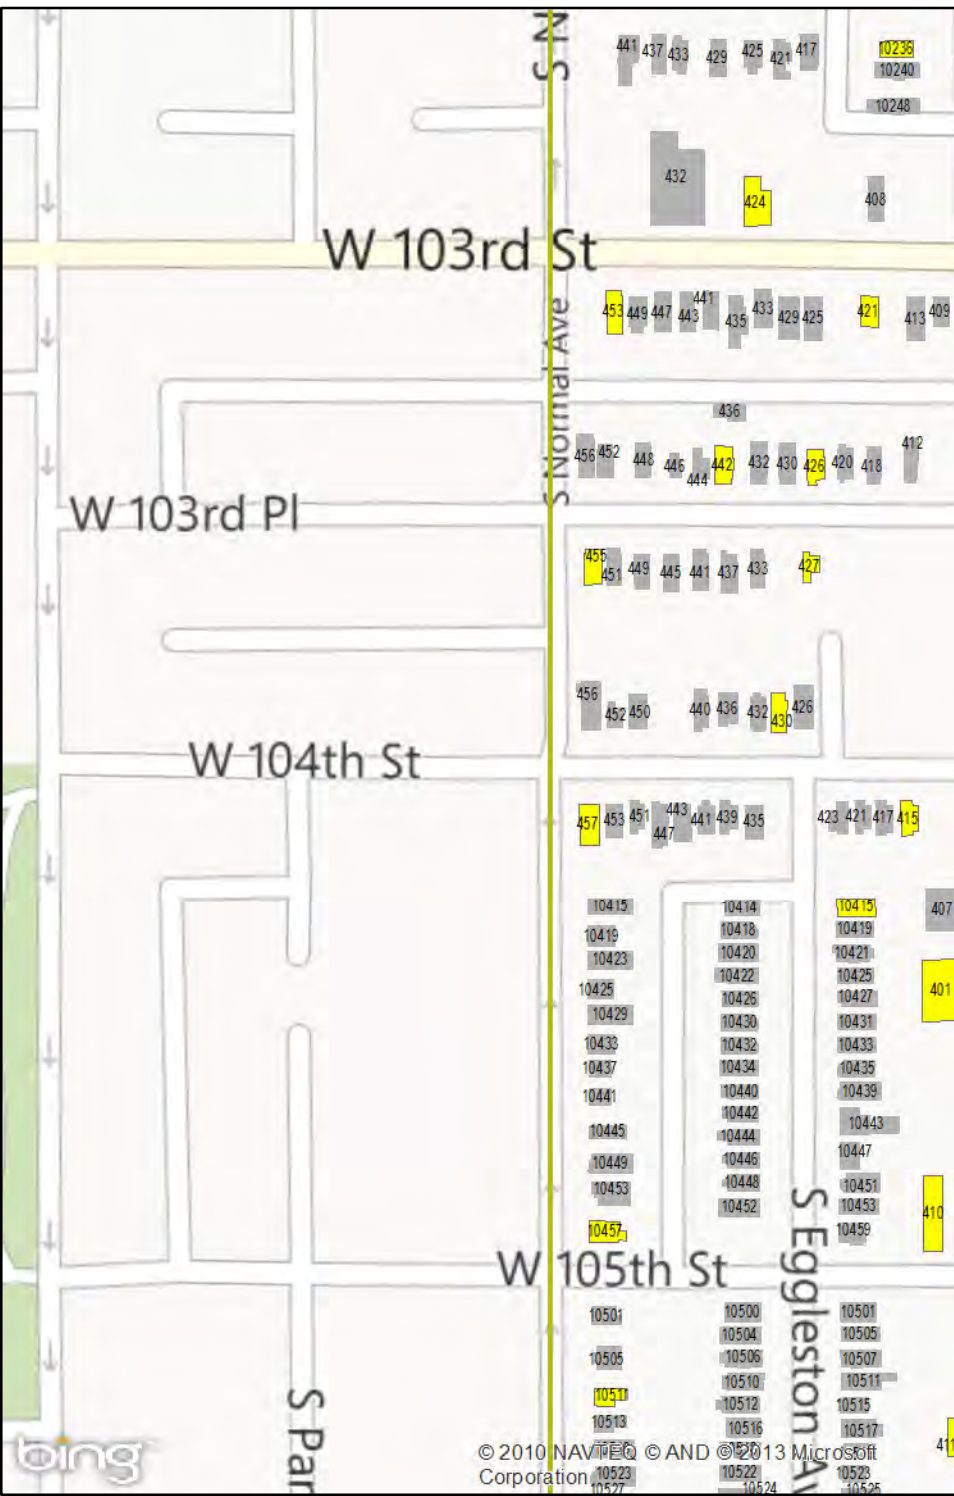 S N
441 437 433 429 425 421 417
10236
10240
10248
432 424 408
W 103rd St
453 449 447 443 441 435 433 429 425 421 413 409
S Normal Ave
436
456 452 448 446 444 442 432 430 426 420 418 412
W 103rd Pl
455 451 449 445 441 437 433 427
456 452 450 440 436 432 430 426
W 104th St
457 453 451 447 443 441 439 435 423 421 417 415
10415 10414 10415 407
10419 10418 10419
10423 10420 10421
10425 10422 10425 401
10429 10426 10427
10433 10430 10431
10437 10432 10433
10441 10434 10435
10445 10440 10439
10449 10442 10443
10453 10444 10447
10457 10446 10451
10448 10453 410
10452 10459
W 105th St
S Eggleston Av
10501 10500 10501
10505 10504 10505
10511 10506 10507
10513 10510 10511
10512 10515
10516 10517
10523 10522 10523
10527 10524 10525
411
S Par
bing
© 2010 NAVTEQ © AND © 2013 Microsoft
Corporation